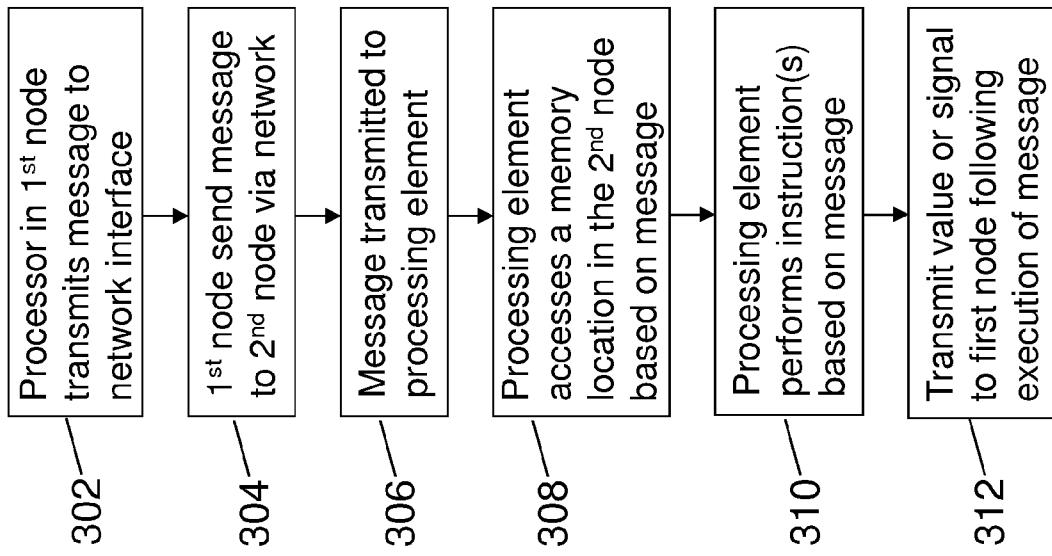 302
Processor in 1st node
transmits message to
network interface
304
1st node send message
to 2nd node via network
306
Message transmitted to
processing element
308
Processing element
accesses a memory
location in the 2nd node
based on message
310
Processing element
performs instruction(s)
based on message
312
Transmit value or signal
to first node following
execution of message